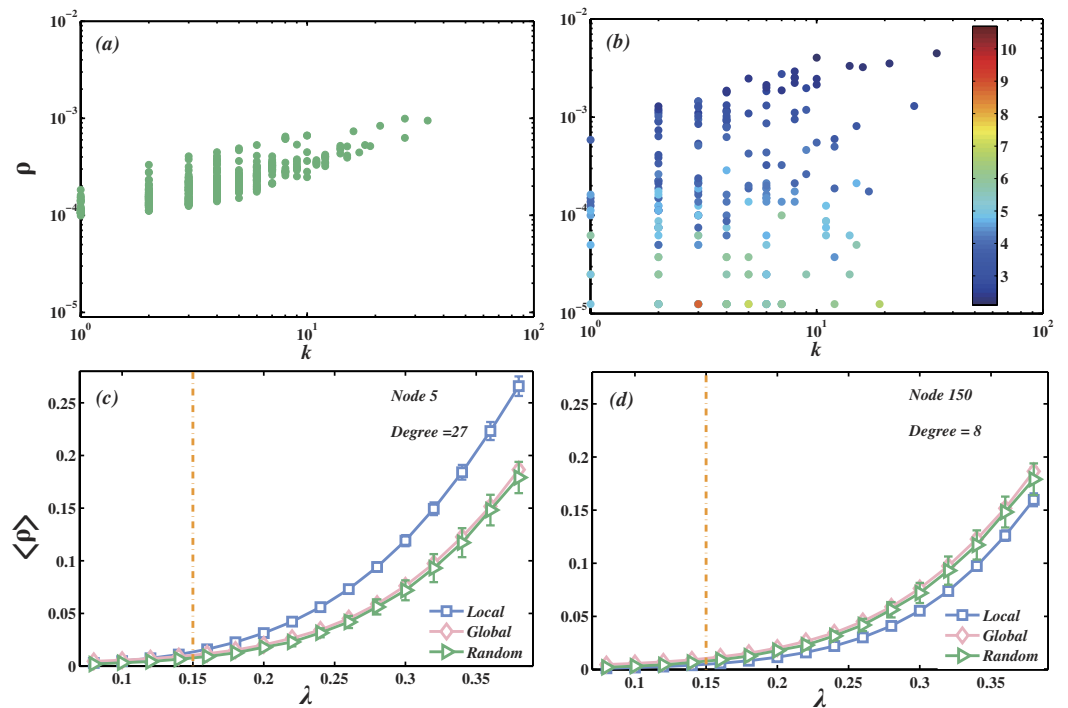 10^-2
(a)
10^-3
ρ
10^-4
10^-5
10^0
10^1
10^2
k
10^-2
(b)
10^-3
10^-4
10^-5
10^0
10^1
10^2
k
10
9
8
7
6
5
4
3
(c)
Node 5
Degree =27
0.25
0.2
0.15
0.1
0.05
0
<ρ>
Local
Global
Random
0.1
0.15
0.2
0.25
0.3
0.35
λ
(d)
Node 150
Degree = 8
0.25
0.2
0.15
0.1
0.05
0
Local
Global
Random
0.1
0.15
0.2
0.25
0.3
0.35
λ